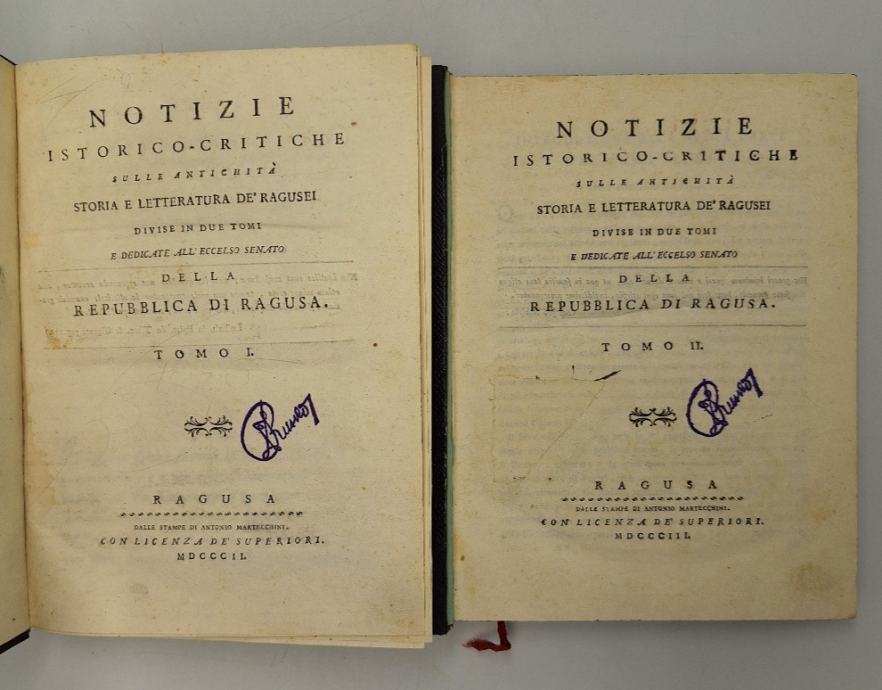 NOTIZIE
ISTORICO-CRITICHE
SULLE ANTICHITÀ
STORIA E LETTERATURA DE' RAGUSEI
DIVISE IN DUE TOMI
E DEDICATE ALL' ECCELSO SENATO
DELLA
REPUBBLICA DI RAGUSA.
TOMO I.
RAGUSA
DALLE STAMPE DI ANTONIO MARTECCHINI.
CON LICENZA DE' SUPERIORI.
MDCCCII.
NOTIZIE
ISTORICO-CRITICHE
SULLE ANTICHITÀ
STORIA E LETTERATURA DE' RAGUSEI
DIVISE IN DUE TOMI
E DEDICATE ALL' ECCELSO SENATO
DELLA
REPUBBLICA DI RAGUSA.
TOMO II.
RAGUSA
DALLE STAMPE DI ANTONIO MARTECCHINI.
CON LICENZA DE' SUPERIORI.
MDCCCIII.